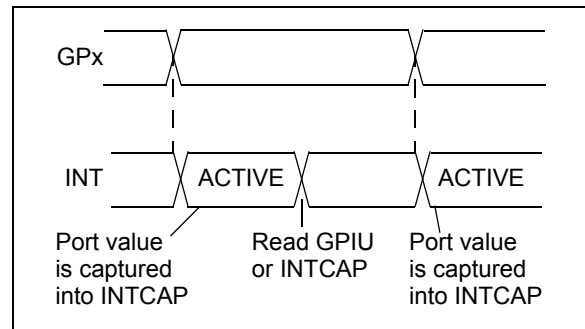 GPx
INT ACTIVE ACTIVE
Port value
is captured
into INTCAP
Read GPIU
or INTCAP
Port value
is captured
into INTCAP